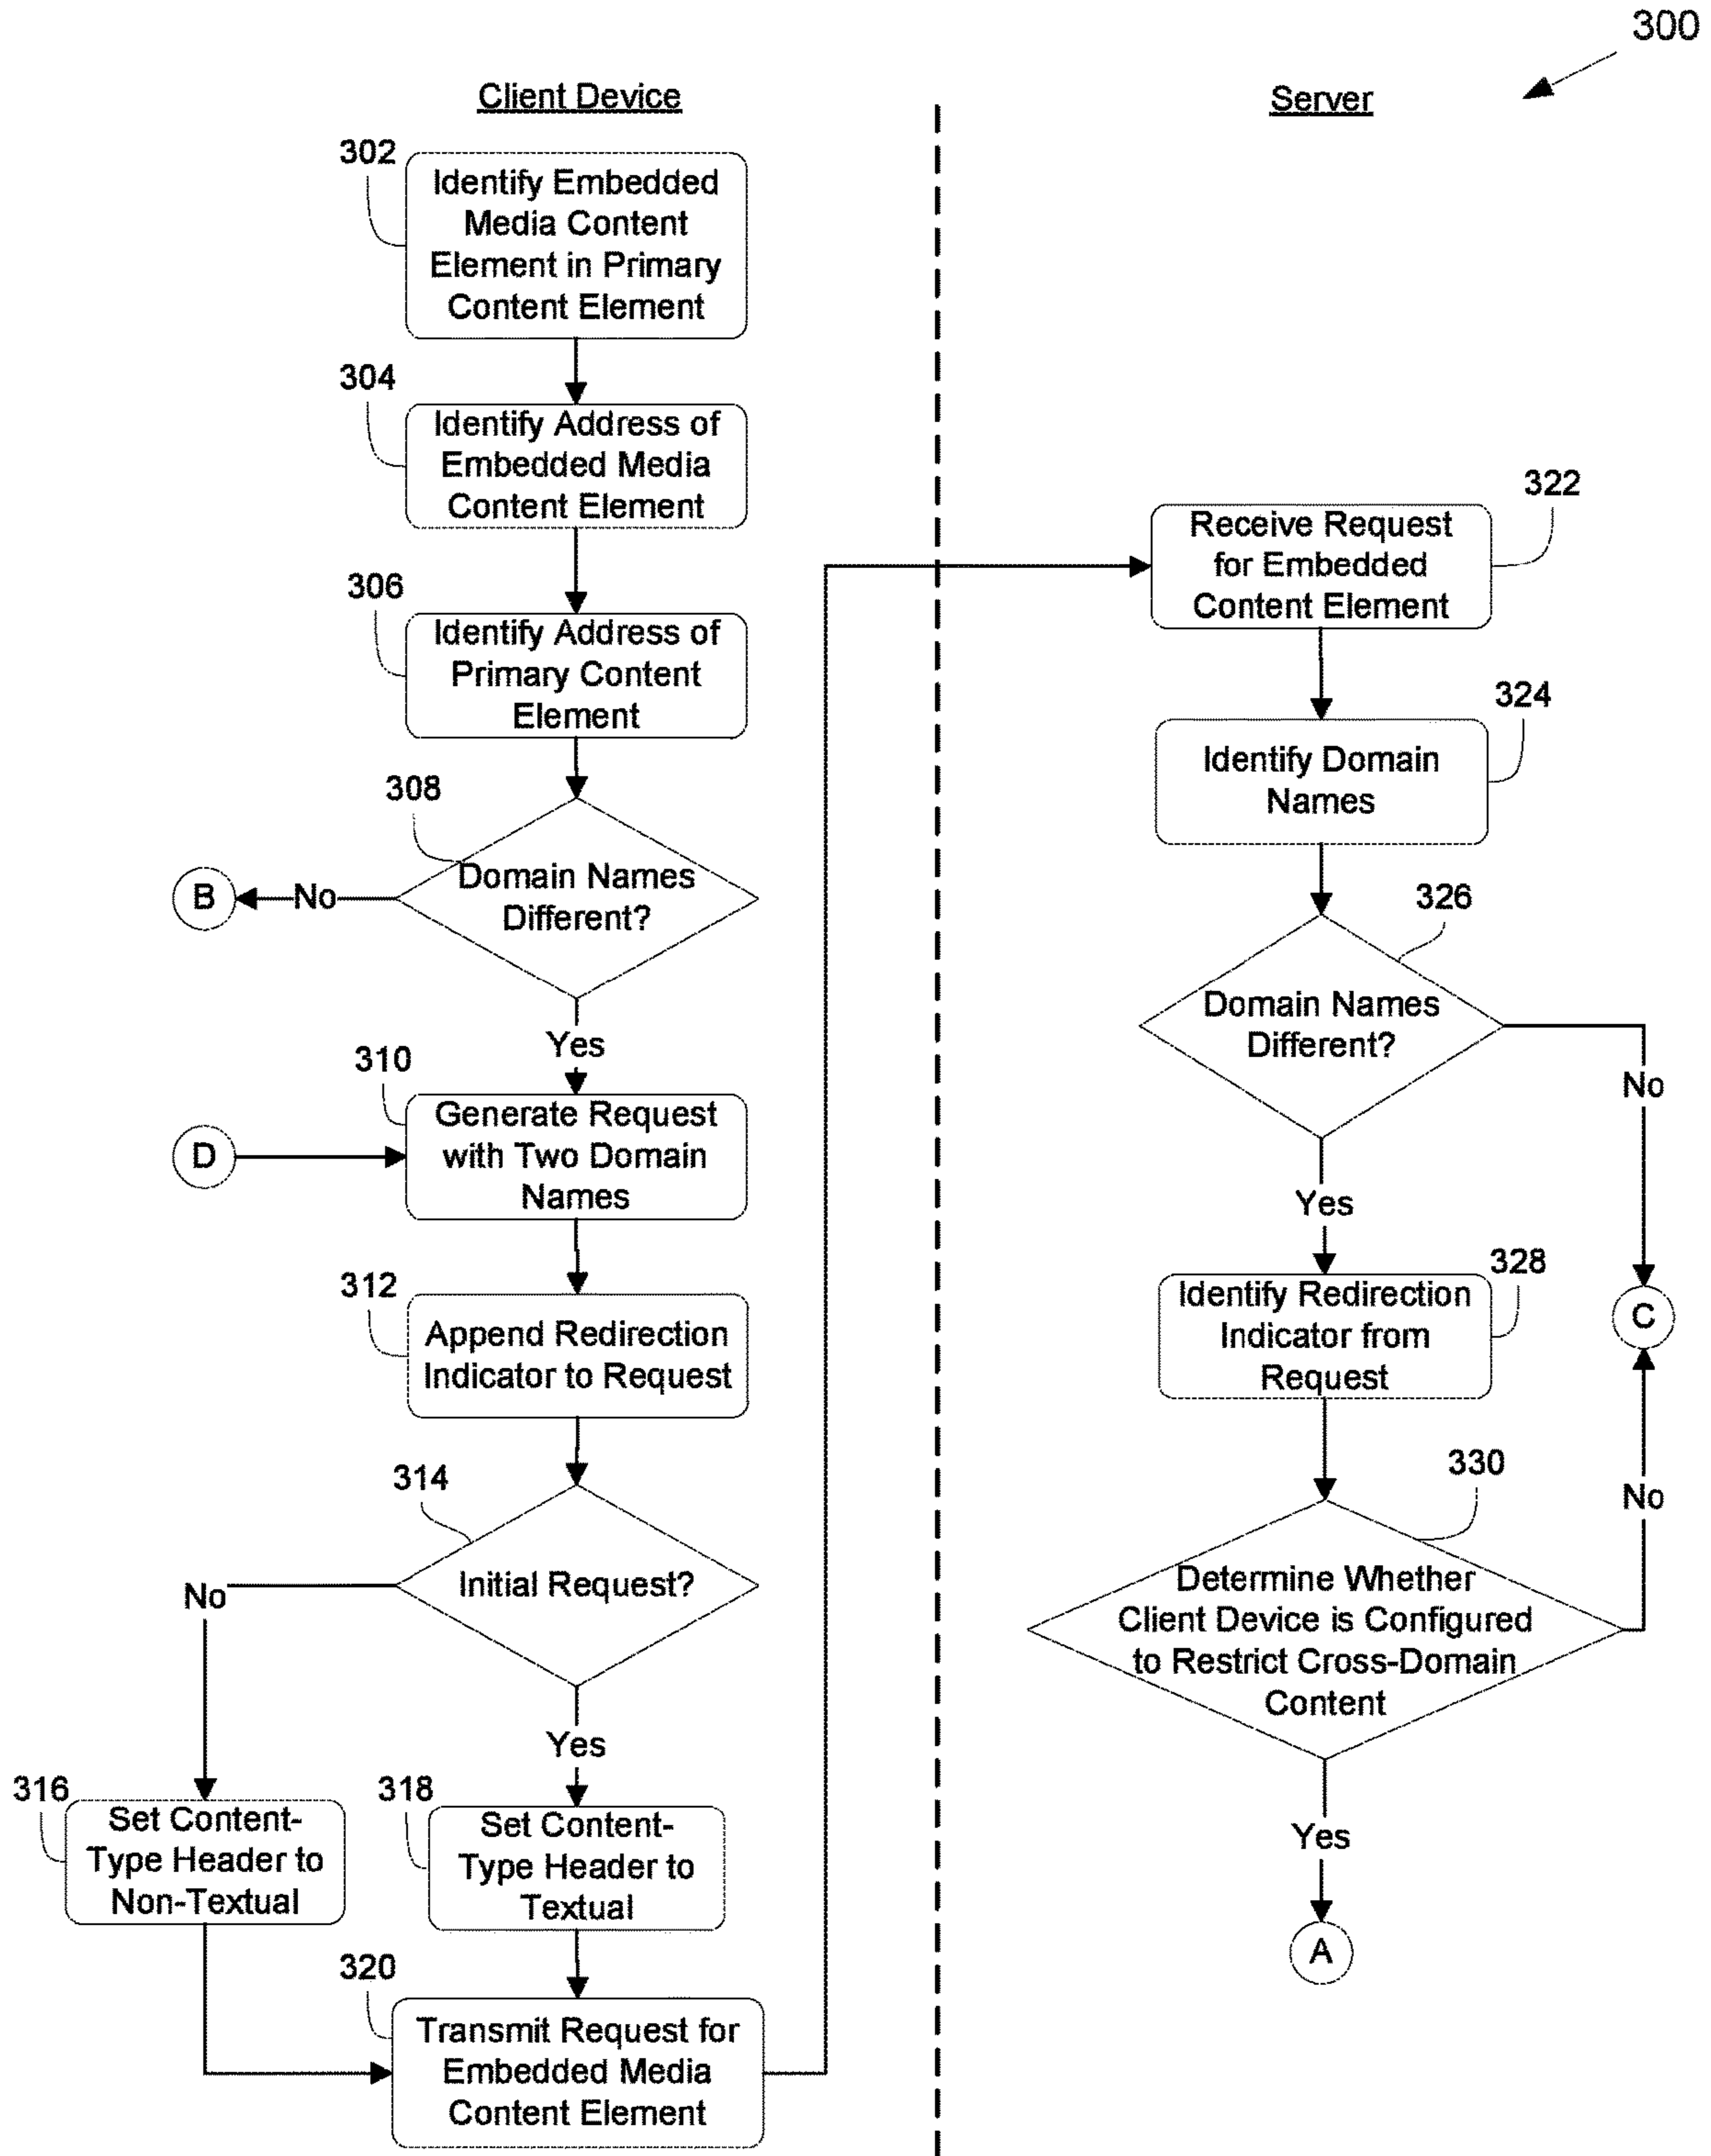 300
Client Device
Server
302
Identify Embedded
Media Content
Element in Primary
Content Element
304
Identify Address of
Embedded Media
Content Element
306
Identify Address of
Primary Content
Element
308
Domain Names
Different?
No
B
Yes
310
Generate Request
with Two Domain
Names
D
312
Append Redirection
Indicator to Request
314
Initial Request?
No
Yes
316
Set Content-
Type Header to
Non-Textual
318
Set Content-
Type Header to
Textual
320
Transmit Request for
Embedded Media
Content Element
322
Receive Request
for Embedded
Content Element
324
Identify Domain
Names
326
Domain Names
Different?
No
Yes
328
Identify Redirection
Indicator from
Request
C
330
Determine Whether
Client Device is Configured
to Restrict Cross-Domain
Content
No
Yes
A